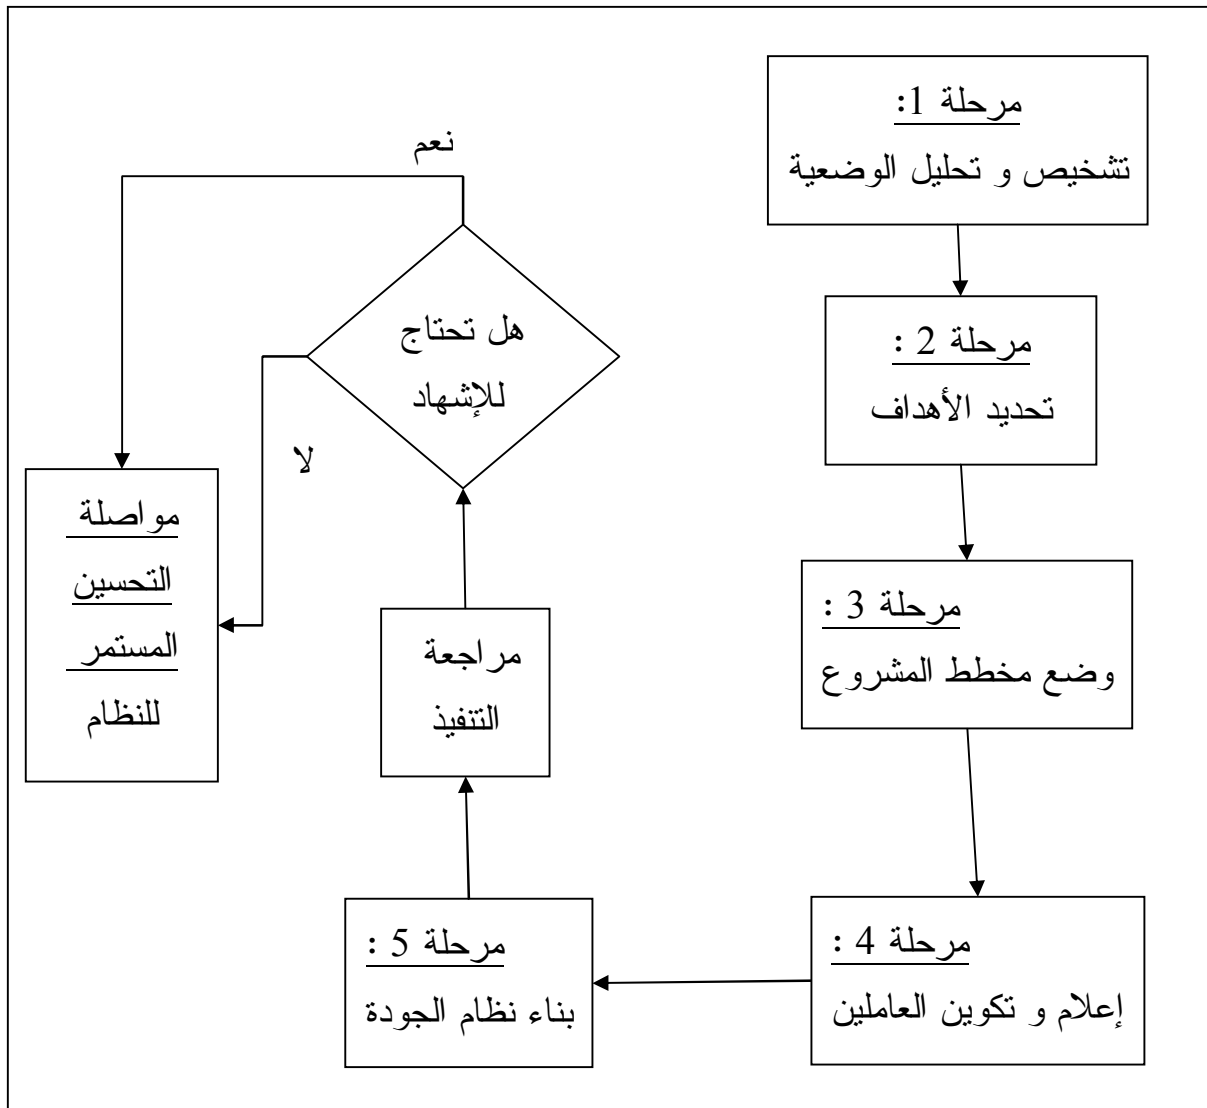 مرحلة 1:
تشخيص و تحليل الوضعية
مرحلة 2 :
تحديد الأهداف
مرحلة 3 :
وضع مخطط المشروع
مرحلة 4 :
إعلام و تكوين العاملين
مرحلة 5 :
بناء نظام الجودة
مراجعة
التنفيذ
هل تحتاج
للإشهاد
نعم
لا
مواصلة
التحسين
المستمر
للنظام